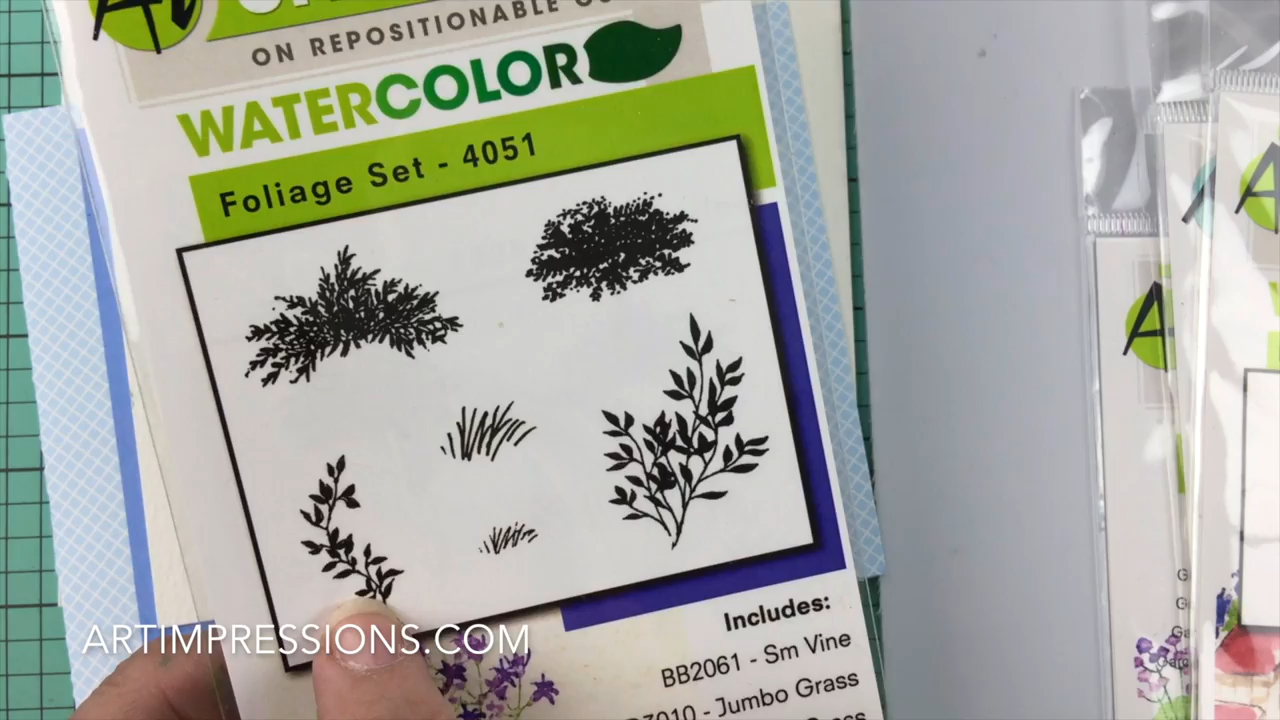 ON REPOSITIONABLE
WATERCOLOR
Foliage Set - 4051
Includes:
BB2061 - Sm Vine
- Jumbo Grass
ARTIMPRESSIONS.COM